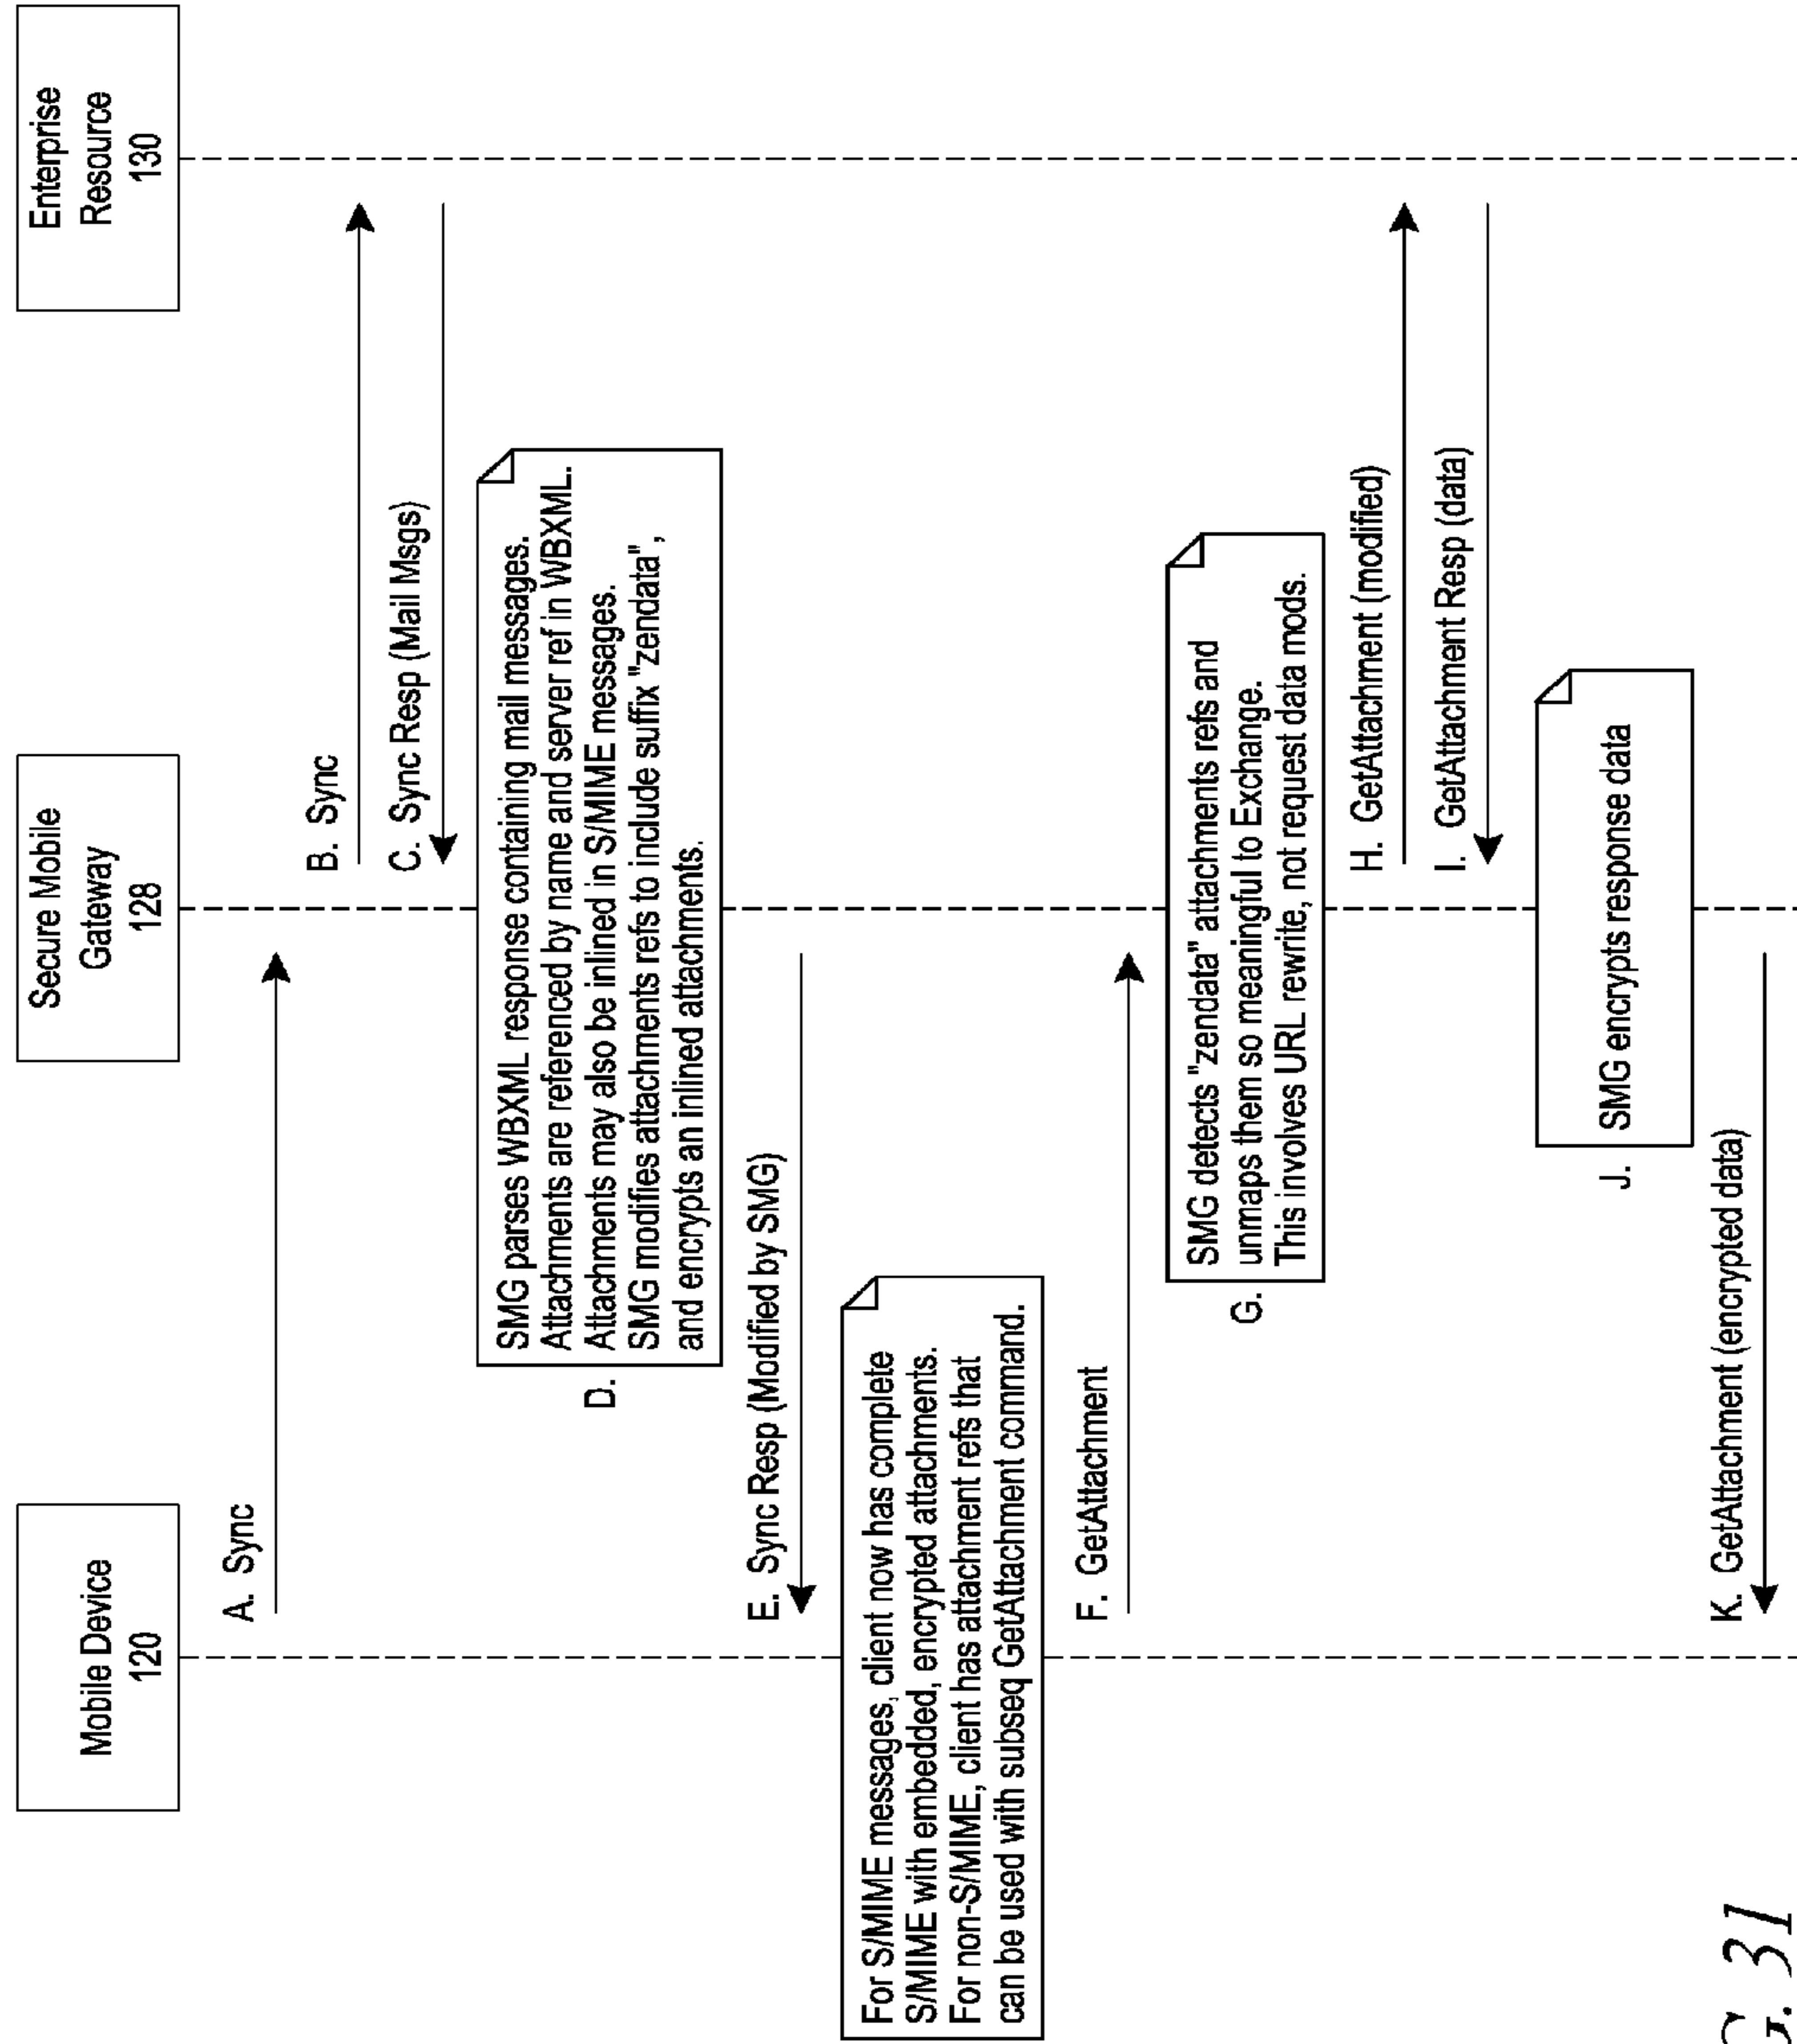 Mobile Device
120
Secure Mobile
Gateway
128
Enterprise
Resource
130
A. Sync
B. Sync
C. Sync Resp (Mail Msgs)
D.
SMG parses WBXML response containing mail messages.
Attachments are referenced by name and server ref in WBXML.
Attachments may also be inlined in S/MIME messages.
SMG modifies attachments refs to include suffix "zendata",
and encrypts an inlined attachments.
E. Sync Resp (Modified by SMG)
For S/MIME messages, client now has complete
S/MIME with embedded, encrypted attachments.
For non-S/MIME, client has attachment refs that
can be used with subseq GetAttachment command.
F. GetAttachment
G.
SMG detects "zendata" attachments refs and
unmaps them so meaningful to Exchange.
This involves URL rewrite, not request data mods.
H. GetAttachment (modified)
I. GetAttachment Resp (data)
J.
SMG encrypts response data
K. GetAttachment (encrypted data)
G. 31